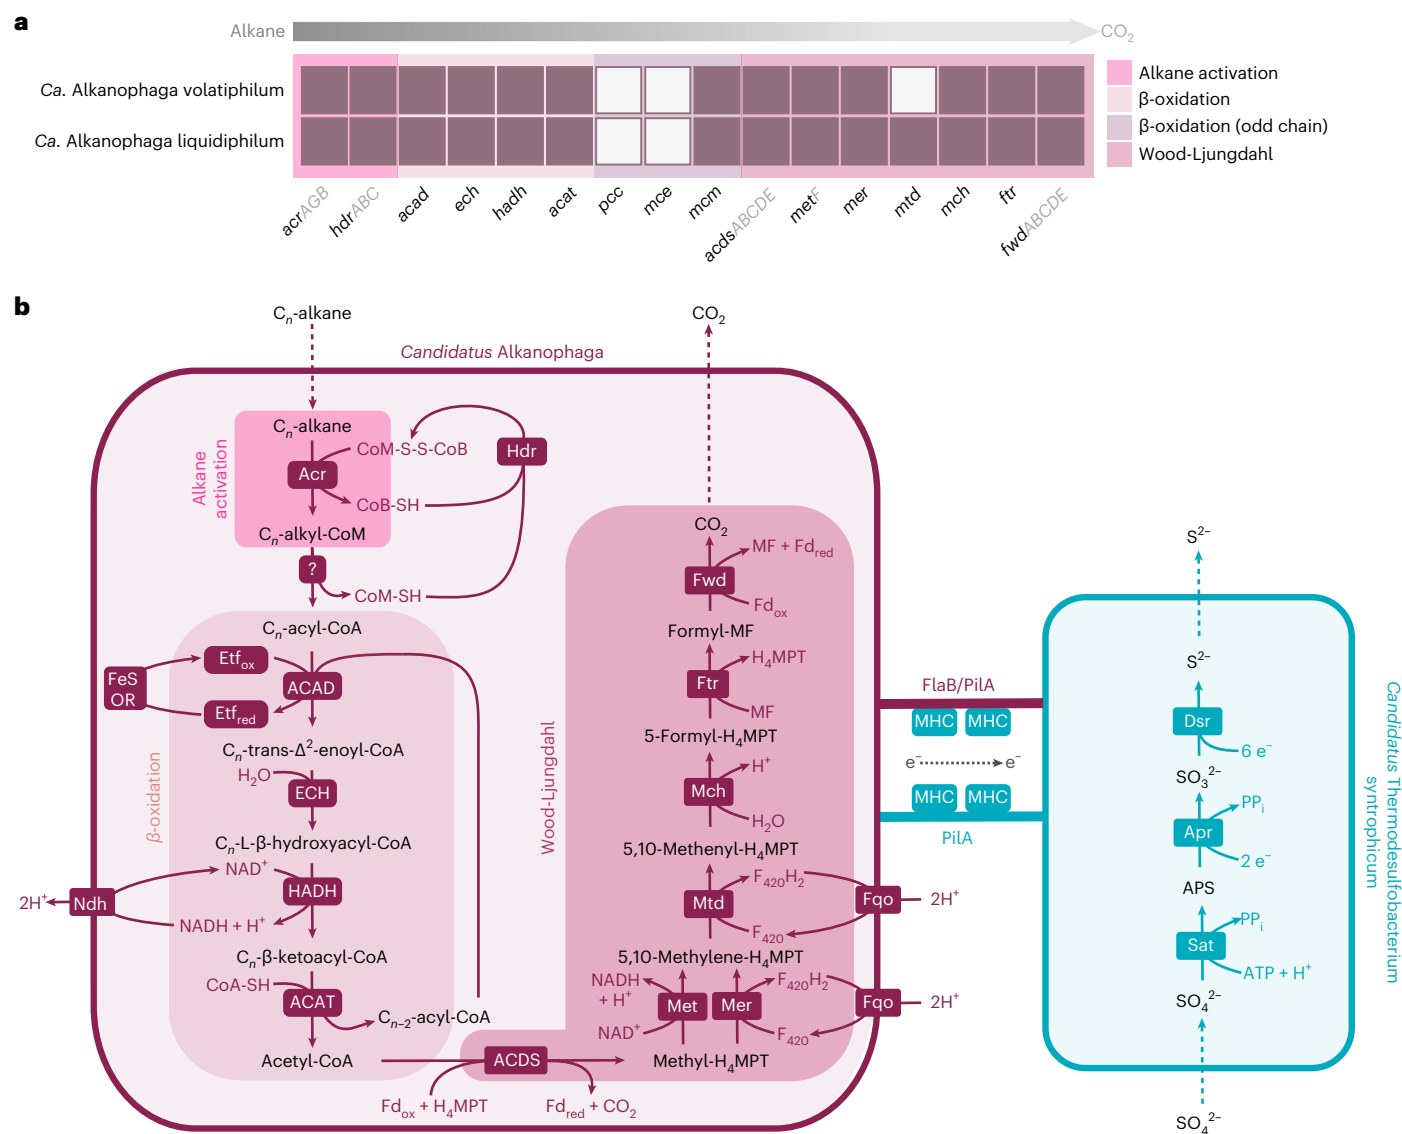 a
Alkane
CO₂
Ca. Alkanophaga volatiphilum
Ca. Alkanophaga liquidiphilum
Alkane activation
β-oxidation
β-oxidation (odd chain)
Wood-Ljungdahl
acrAGB
hdrABC
acad
ech
hadh
acat
pcc
mce
mcm
acdsABCDE
metF
mer
mtd
mch
ftr
fwdABCDE
b
Cₙ-alkane
CO₂
Candidatus Alkanophaga
Alkane
activation
Cₙ-alkane
CoM-S-S-CoB
Hdr
Acr
CoB-SH
Cₙ-alkyl-CoM
?
CoM-SH
β-oxidation
Cₙ-acyl-CoA
FeS
OR
Etfox
ACAD
Etfred
Cₙ-trans-Δ²-enoyl-CoA
H₂O
ECH
Cₙ-L-β-hydroxyacyl-CoA
NAD⁺
HADH
2H⁺
Ndh
NADH + H⁺
Cₙ-β-ketoacyl-CoA
CoA-SH
ACAT
Cₙ₋₂-acyl-CoA
Acetyl-CoA
ACDS
Fdox + H₄MPT
Fdred + CO₂
Wood-Ljungdahl
CO₂
MF + Fdred
Fwd
Fdox
Formyl-MF
H₄MPT
Ftr
MF
5-Formyl-H₄MPT
H⁺
Mch
H₂O
5,10-Methenyl-H₄MPT
F₄₂₀H₂
Mtd
Fqo
2H⁺
F₄₂₀
5,10-Methylene-H₄MPT
NADH
+ H⁺
F₄₂₀H₂
Met
Mer
Fqo
2H⁺
NAD⁺
F₄₂₀
Methyl-H₄MPT
FlaB/PilA
MHC
MHC
e⁻
e⁻
MHC
MHC
PilA
S²⁻
S²⁻
Dsr
6 e⁻
SO₃²⁻
PPᵢ
Apr
2 e⁻
APS
PPᵢ
Sat
ATP + H⁺
SO₄²⁻
SO₄²⁻
Candidatus Thermodesulfobacterium
syntrophicum